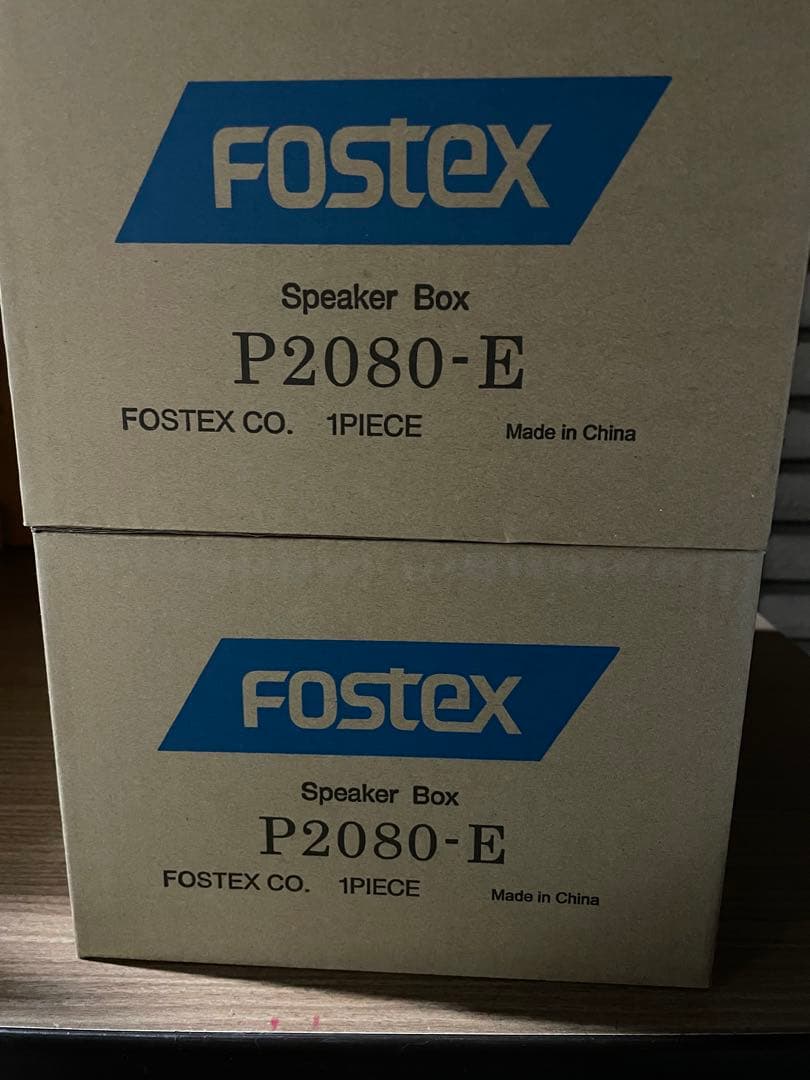 FOSTEX
Speaker Box
P2080-E
FOSTEX CO. 1PIECE Made in China
FOSTEX
Speaker Box
P2080-E
FOSTEX CO. 1PIECE Made in China